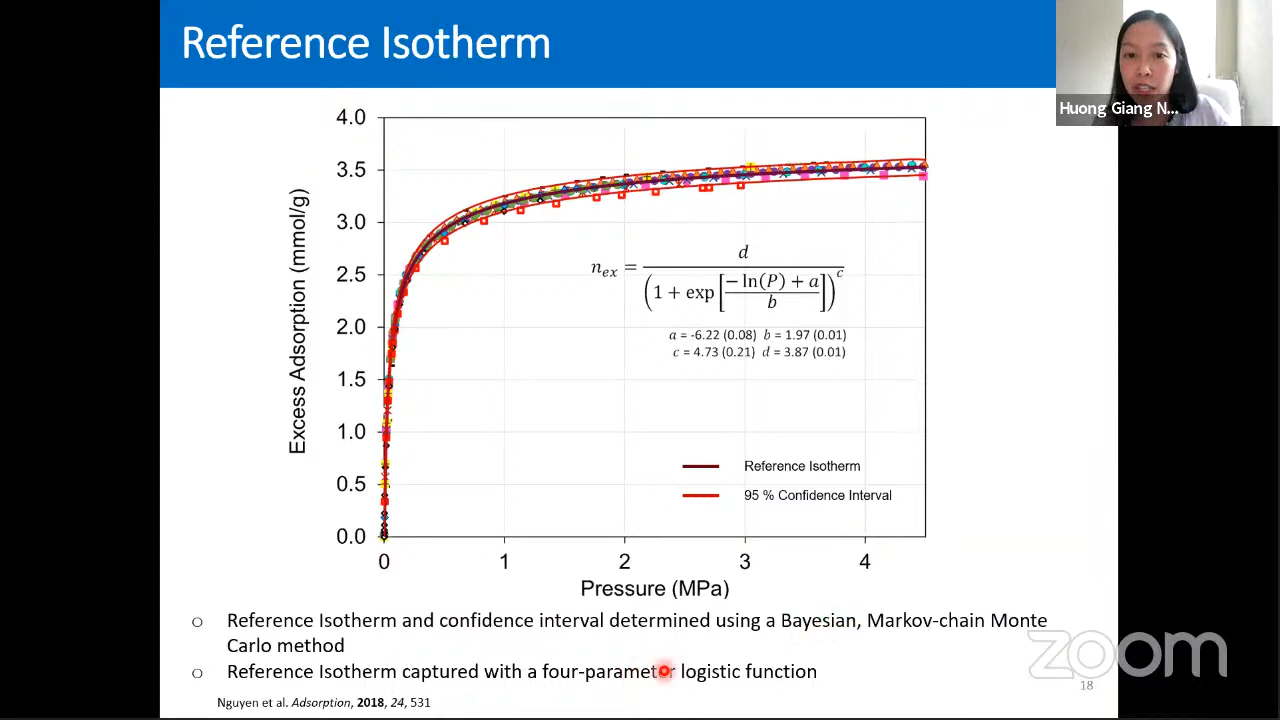 Reference Isotherm
Huong Giang N...
4.0
3.5
3.0
2.5
2.0
1.5
1.0
0.5
0.0
Excess Adsorption (mmol/g)
n_ex = d / (1 + exp[(− ln(P) + a) / b])^c
a = -6.22 (0.08) b = 1.97 (0.01)
c = 4.73 (0.21) d = 3.87 (0.01)
Reference Isotherm
95 % Confidence Interval
0 1 2 3 4
Pressure (MPa)
○ Reference Isotherm and confidence interval determined using a Bayesian, Markov-chain Monte
Carlo method
○ Reference Isotherm captured with a four-parameter logistic function
zoom
18
Nguyen et al. Adsorption, 2018, 24, 531